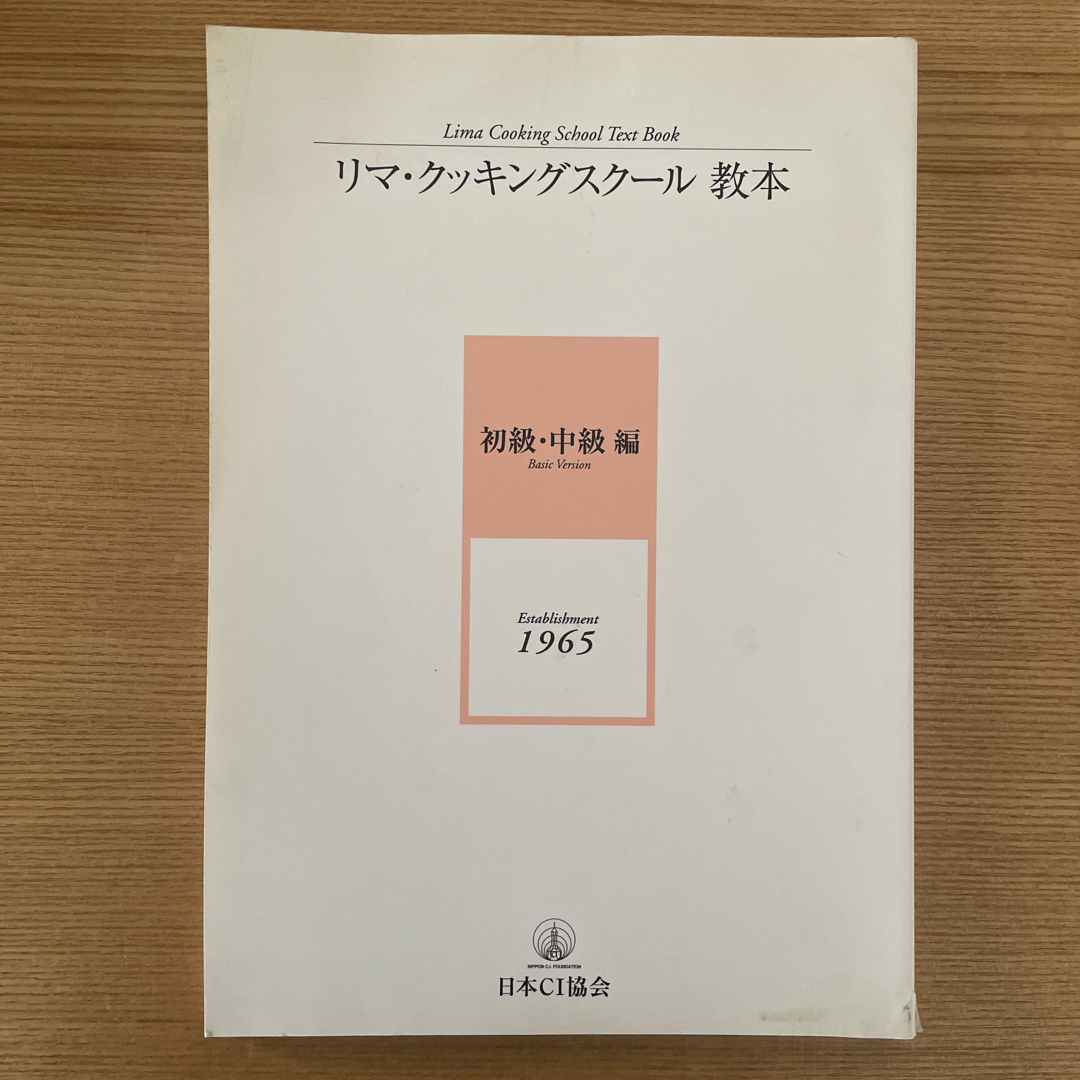 Lima Cooking School Text Book
リマ・クッキングスクール 教本
初級・中級 編
Basic Version
Establishment
1965
NIPPON C.I. FOUNDATION
日本CI協会